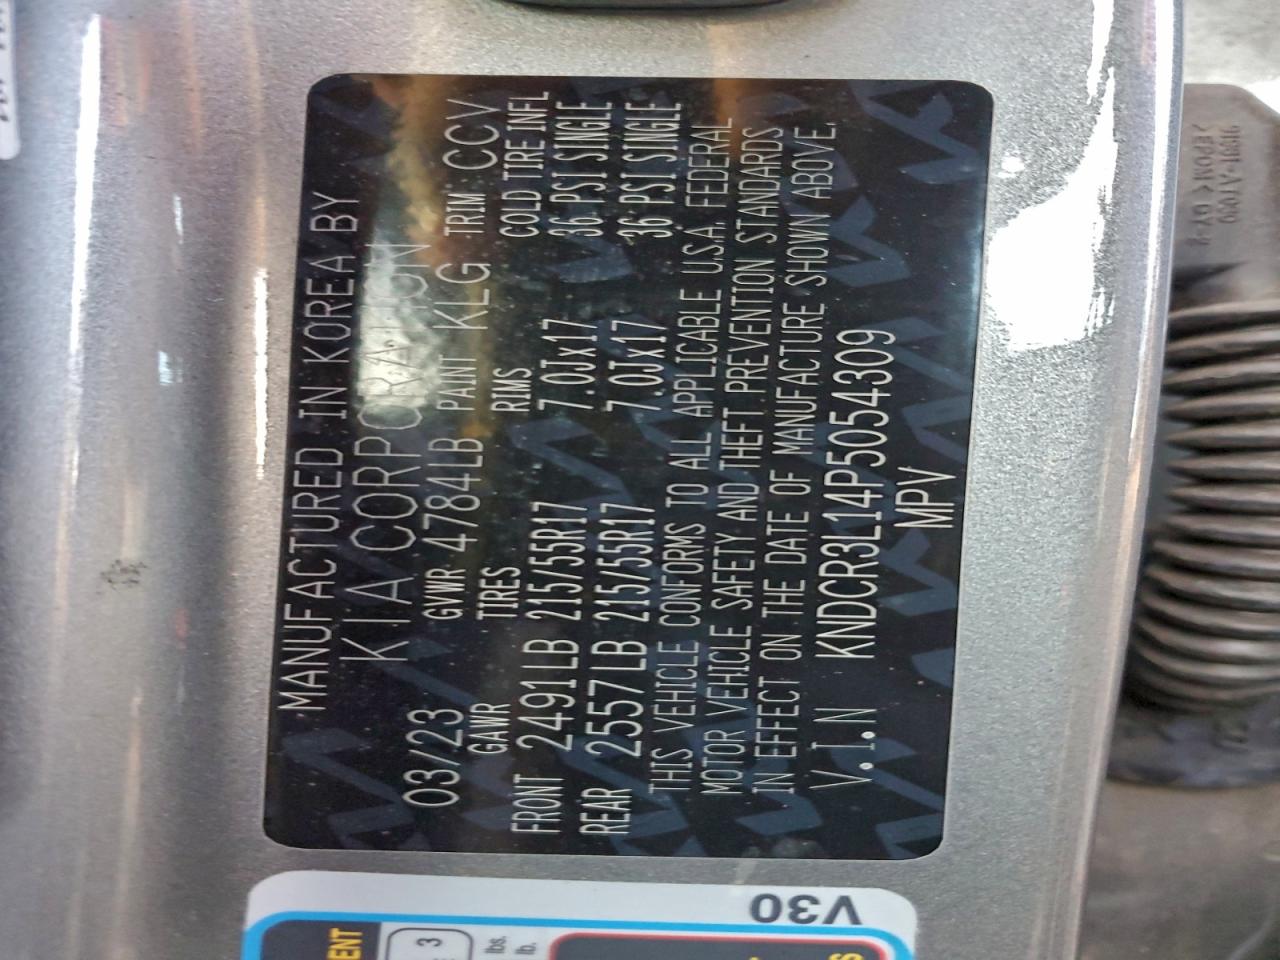 MANUFACTURED IN KOREA BY
KIA CORPORATION
03/23 GVWR 4784LB PAINT KLG TRIM CCV
GAWR TIRES RIMS COLD TIRE INFL
FRONT 2491LB 215/55R17 7.0Jx17 36 PSI SINGLE
REAR 2557LB 215/55R17 7.0Jx17 36 PSI SINGLE
THIS VEHICLE CONFORMS TO ALL APPLICABLE U.S.A. FEDERAL
MOTOR VEHICLE SAFETY AND THEFT PREVENTION STANDARDS
IN EFFECT ON THE DATE OF MANUFACTURE SHOWN ABOVE.
V.I.N KNDCR3L14P5054309
MPV
V30
3
lbs.
lb.